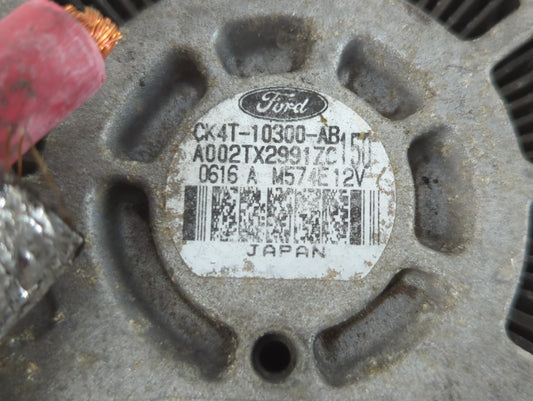 Ford
CK4T-10300-AB
A002TX2991ZC 150
0616 A M574E12V
JAPAN